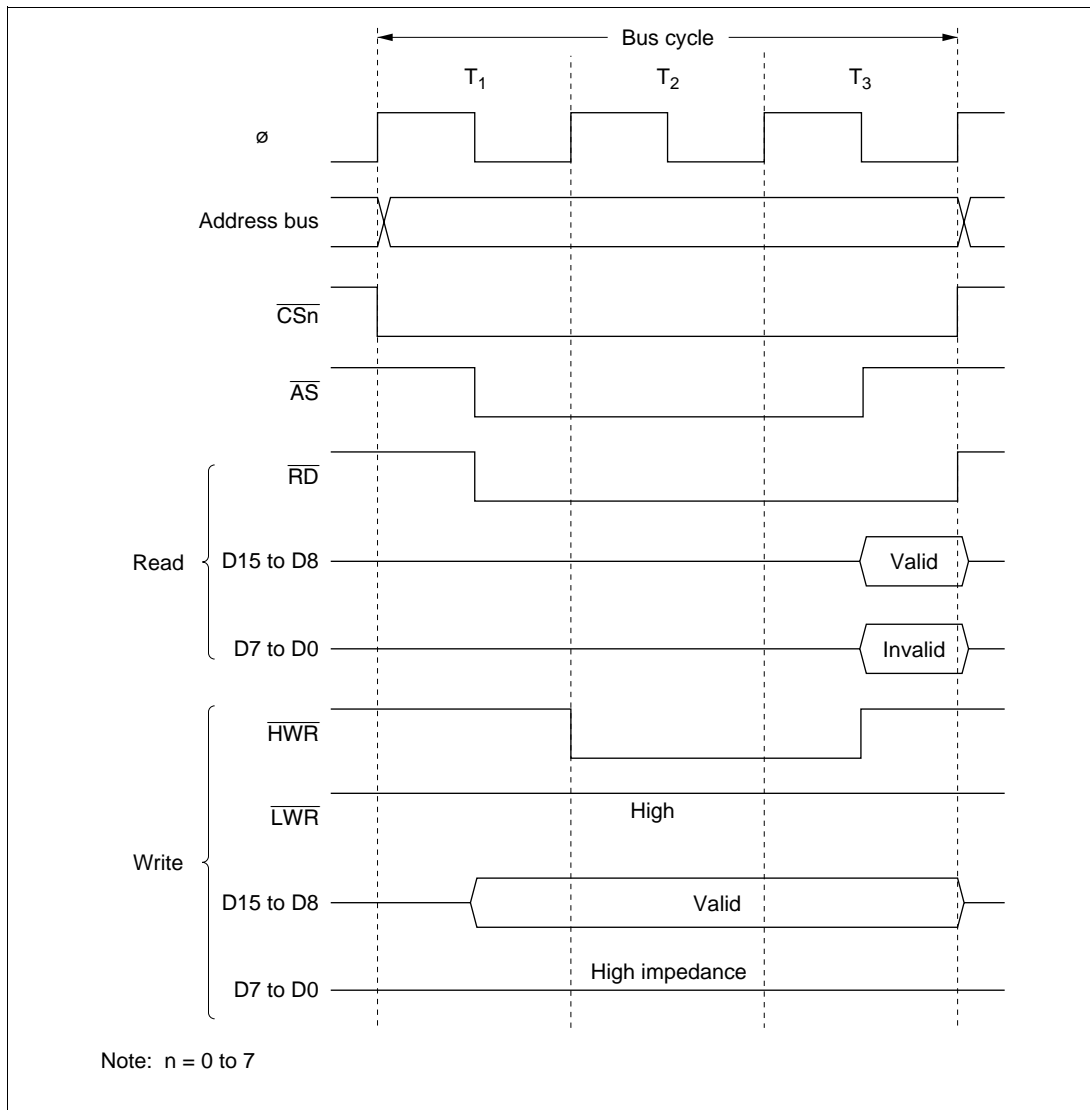 Bus cycle
T1 T2 T3
ø
Address bus
CSn
AS
RD
Read
D15 to D8 Valid
D7 to D0 Invalid
HWR
LWR High
Write
D15 to D8 Valid
D7 to D0 High impedance
Note: n = 0 to 7